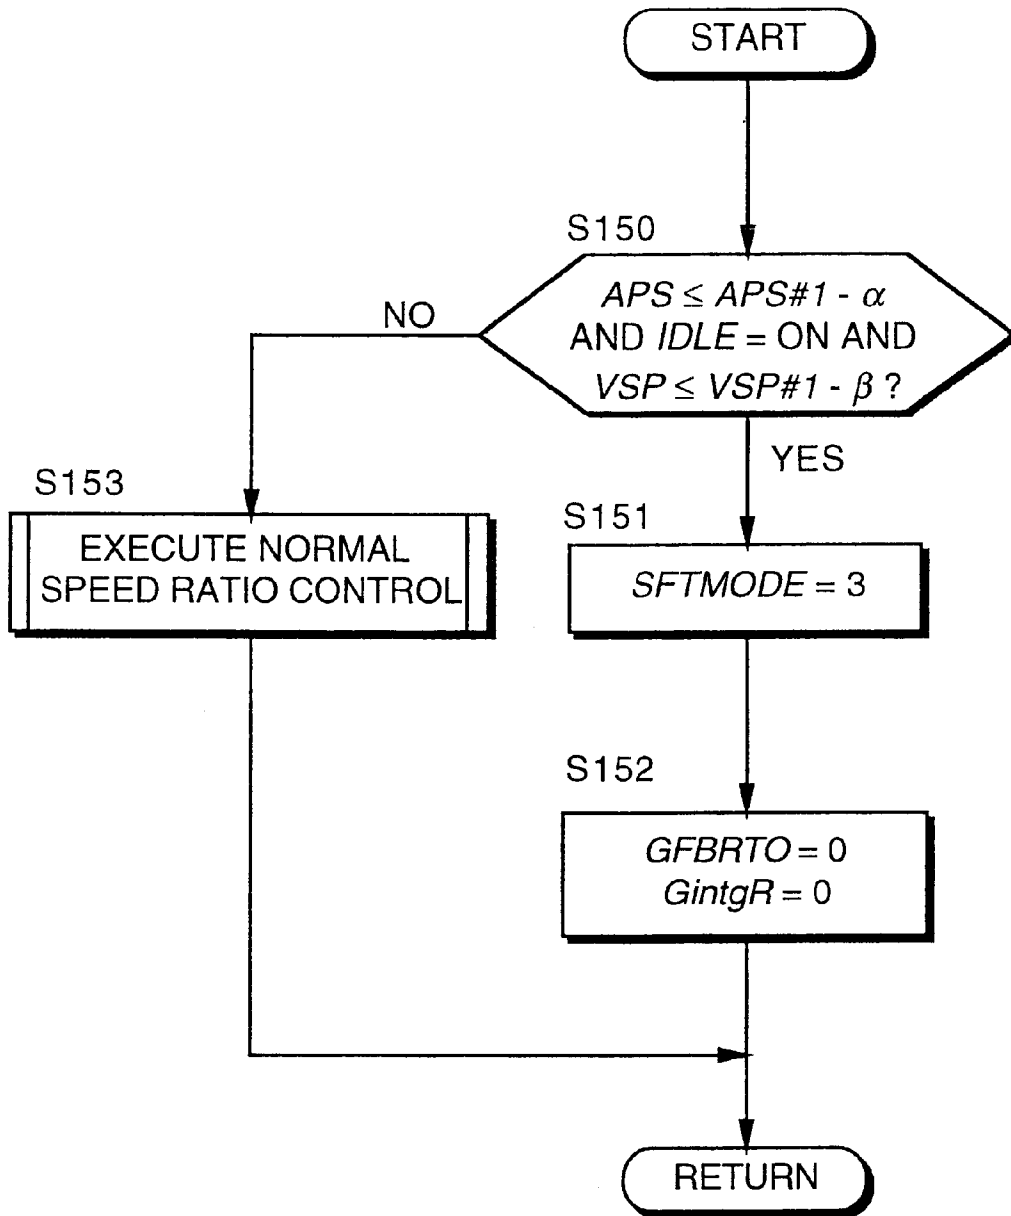 START
S150
APS ≤ APS#1 - α
AND IDLE = ON AND
VSP ≤ VSP#1 - β ?
NO
YES
S153
EXECUTE NORMAL
SPEED RATIO CONTROL
S151
SFTMODE = 3
S152
GFBRTO = 0
GintgR = 0
RETURN